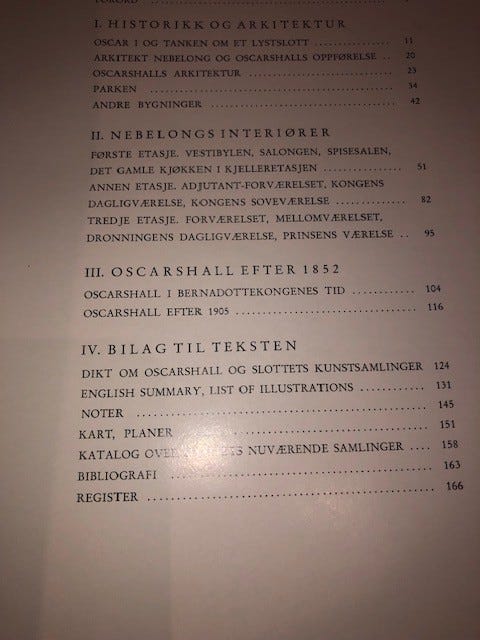 FORORD
I. HISTORIKK OG ARKITEKTUR
OSCAR I OG TANKEN OM ET LYSTSLOTT ................ 11
ARKITEKT NEBELONG OG OSCARSHALLS OPPFØRELSE .. 20
OSCARSHALLS ARKITEKTUR ........................ 23
PARKEN ........................................ 34
ANDRE BYGNINGER ............................... 42
II. NEBELONGS INTERIØRER
FØRSTE ETASJE. VESTIBYLEN, SALONGEN, SPISESALEN,
DET GAMLE KJØKKEN I KJELLERETASJEN ................ 51
ANNEN ETASJE. ADJUTANT-FORVÆRELSET, KONGENS
DAGLIGVÆRELSE, KONGENS SOVEVÆRELSE ............... 82
TREDJE ETASJE. FORVÆRELSET, MELLOMVÆRELSET,
DRONNINGENS DAGLIGVÆRELSE, PRINSENS VÆRELSE .. 95
III. OSCARSHALL EFTER 1852
OSCARSHALL I BERNADOTTEKONGENES TID ............ 104
OSCARSHALL EFTER 1905 ............................ 116
IV. BILAG TIL TEKSTEN
DIKT OM OSCARSHALL OG SLOTTETS KUNSTSAMLINGER 124
ENGLISH SUMMARY, LIST OF ILLUSTRATIONS ........... 131
NOTER ........................................... 145
KART, PLANER .................................... 151
KATALOG NUVÆRENDE SAMLINGER .... 158
BIBLIOGRAFI ..................................... 163
REGISTER ........................................ 166